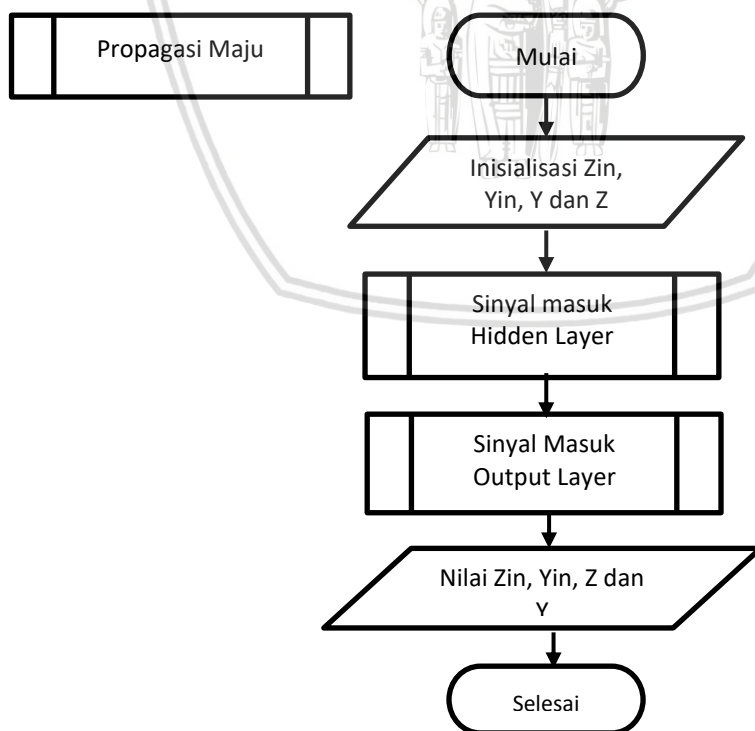 Propagasi Maju
Mulai
Inisialisasi Zin,
Yin, Y dan Z
Sinyal masuk
Hidden Layer
Sinyal Masuk
Output Layer
Nilai Zin, Yin, Z dan
Y
Selesai